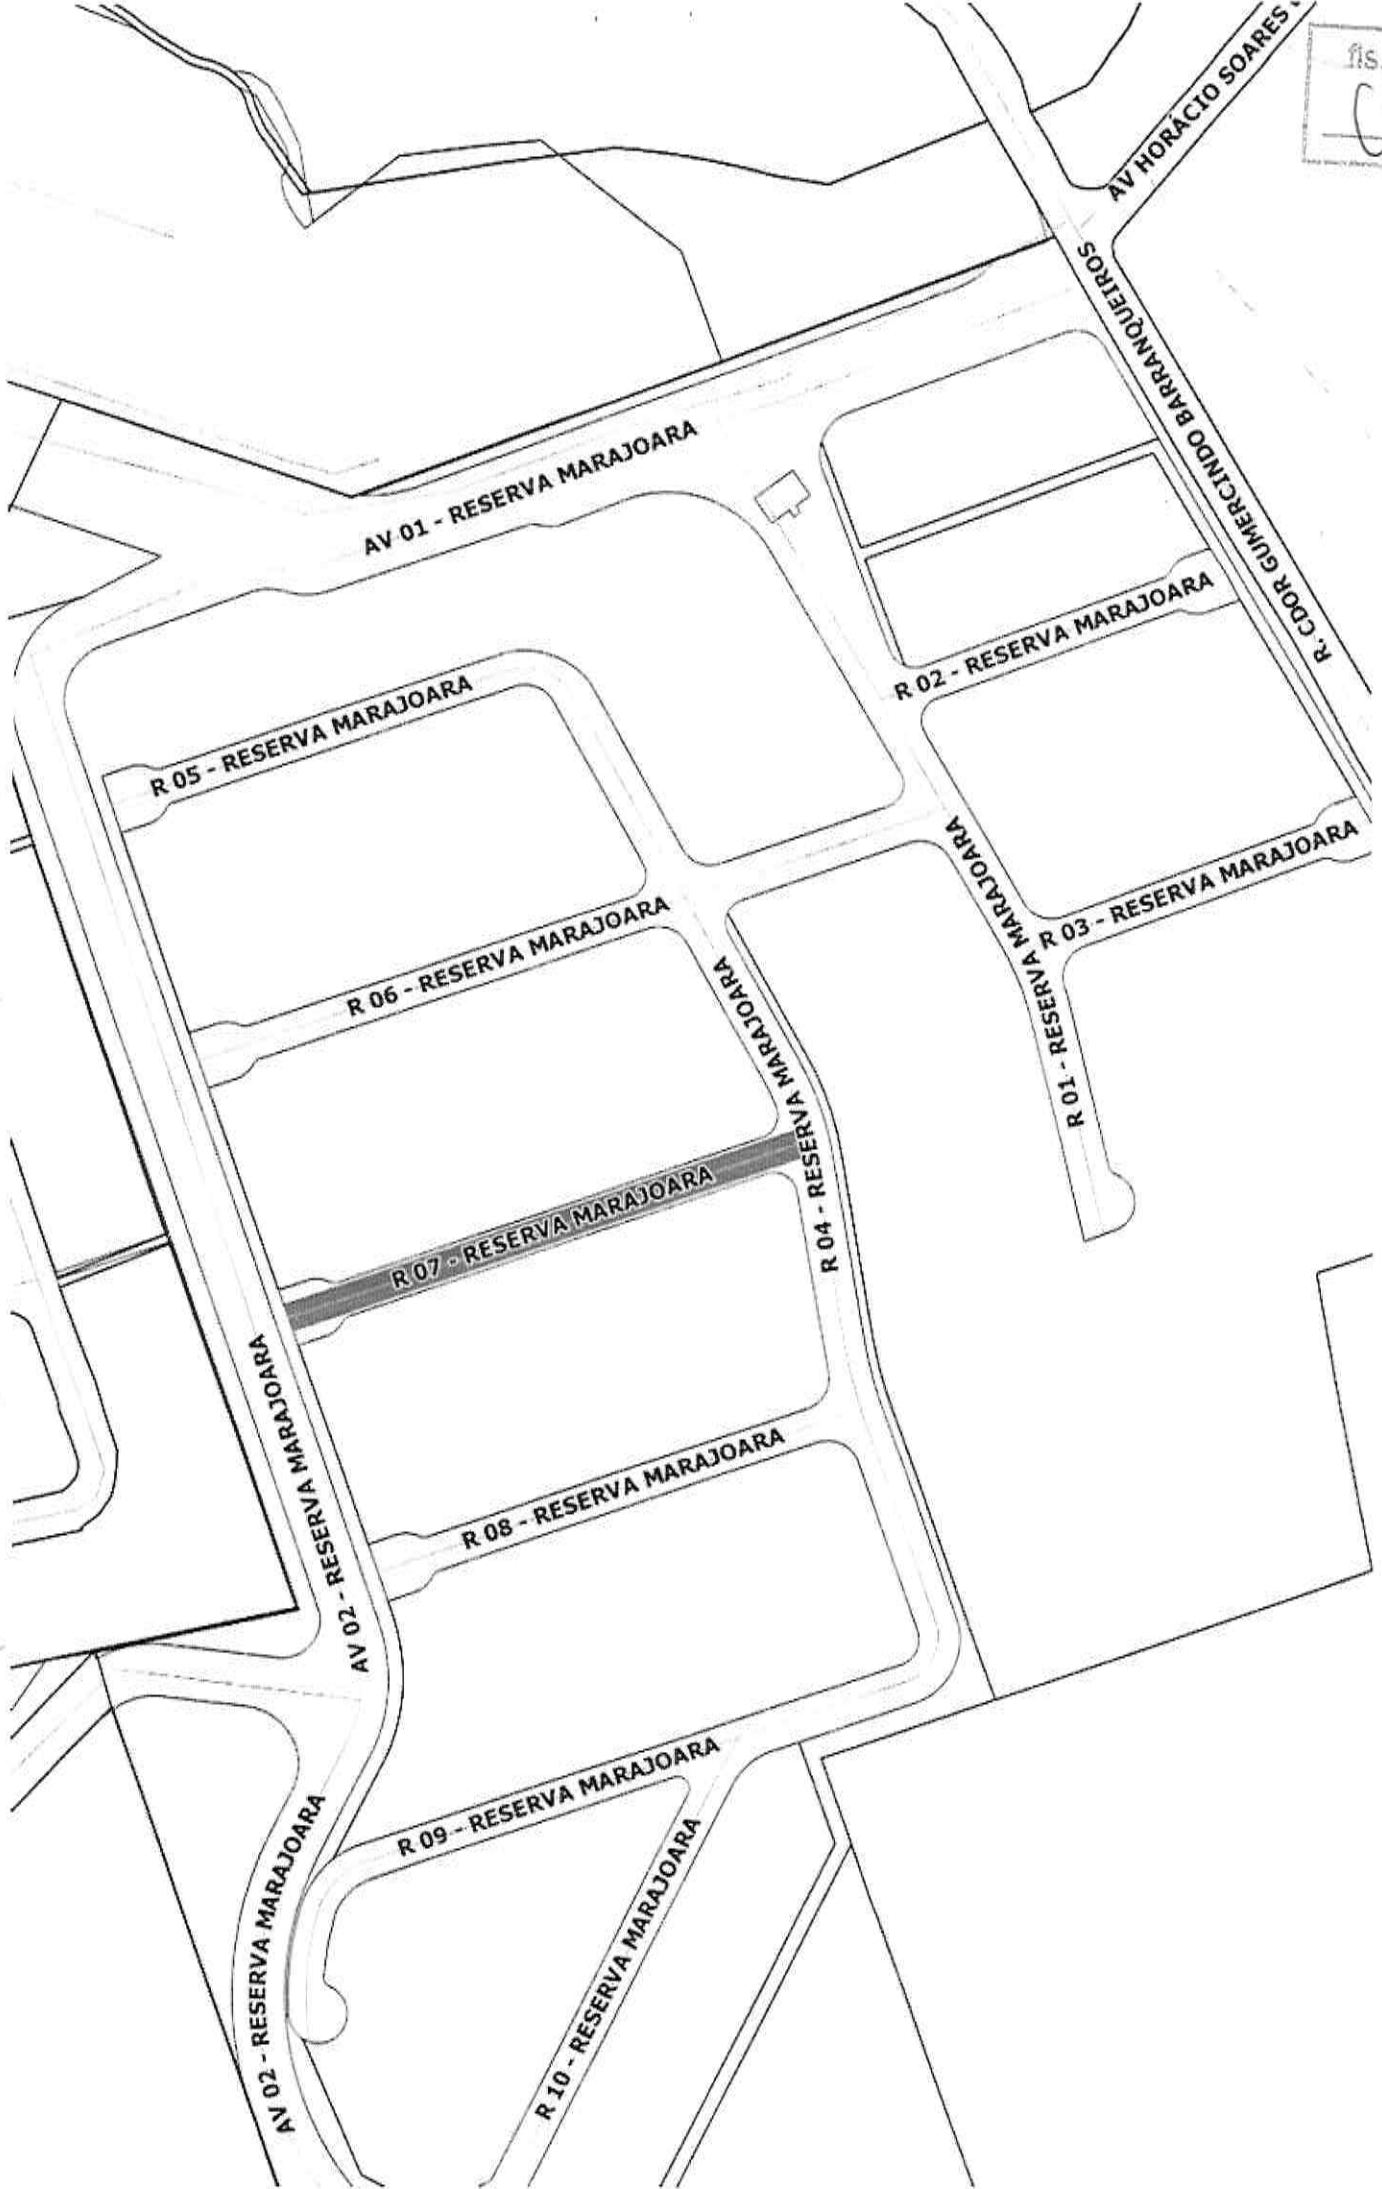 AV HORÁCIO SOARES
fls.
R. CDOR GUMERCINDO BARRANQUEIROS
AV 01 - RESERVA MARAJOARA
R 02 - RESERVA MARAJOARA
R 05 - RESERVA MARAJOARA
R 03 - RESERVA MARAJOARA
R 01 - RESERVA MARAJOARA
R 06 - RESERVA MARAJOARA
R 04 - RESERVA MARAJOARA
R 07 - RESERVA MARAJOARA
AV 02 - RESERVA MARAJOARA
R 08 - RESERVA MARAJOARA
R 09 - RESERVA MARAJOARA
AV 02 - RESERVA MARAJOARA
R 10 - RESERVA MARAJOARA